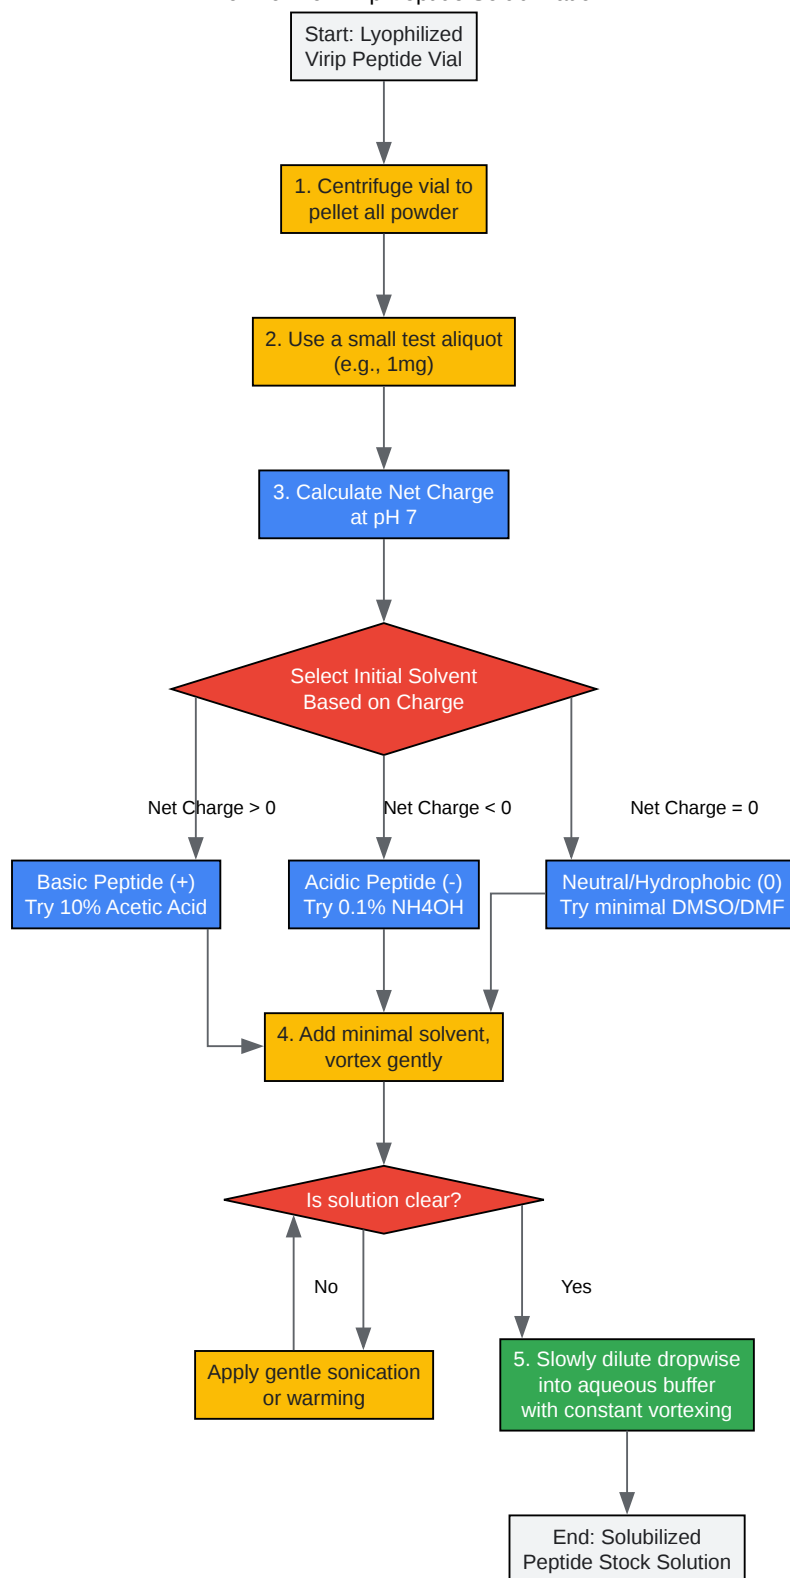 Start: Lyophilized
Virip Peptide Vial
1. Centrifuge vial to
pellet all powder
2. Use a small test aliquot
(e.g., 1mg)
3. Calculate Net Charge
at pH 7
Select Initial Solvent
Based on Charge
Net Charge > 0
Net Charge < 0
Net Charge = 0
Basic Peptide (+)
Try 10% Acetic Acid
Acidic Peptide (-)
Try 0.1% NH4OH
Neutral/Hydrophobic (0)
Try minimal DMSO/DMF
4. Add minimal solvent,
vortex gently
Is solution clear?
No
Yes
Apply gentle sonication
or warming
5. Slowly dilute dropwise
into aqueous buffer
with constant vortexing
End: Solubilized
Peptide Stock Solution